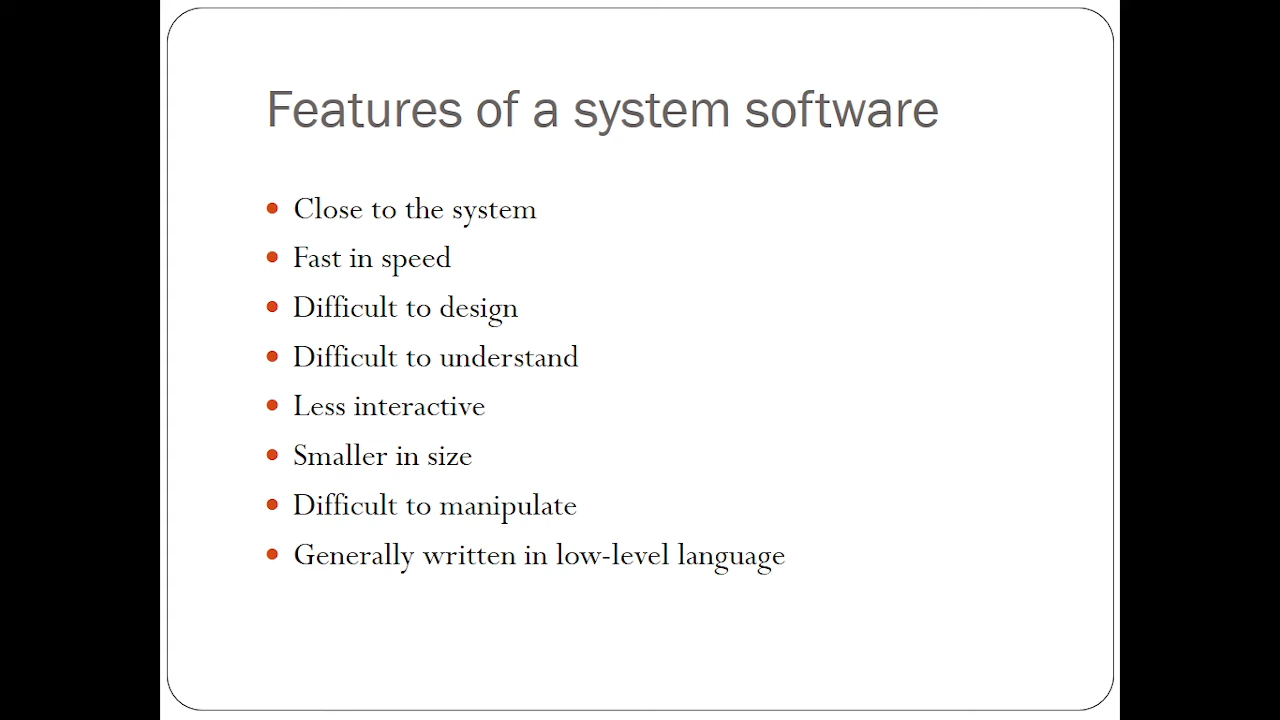 Features of a system software
• Close to the system
• Fast in speed
• Difficult to design
• Difficult to understand
• Less interactive
• Smaller in size
• Difficult to manipulate
• Generally written in low-level language